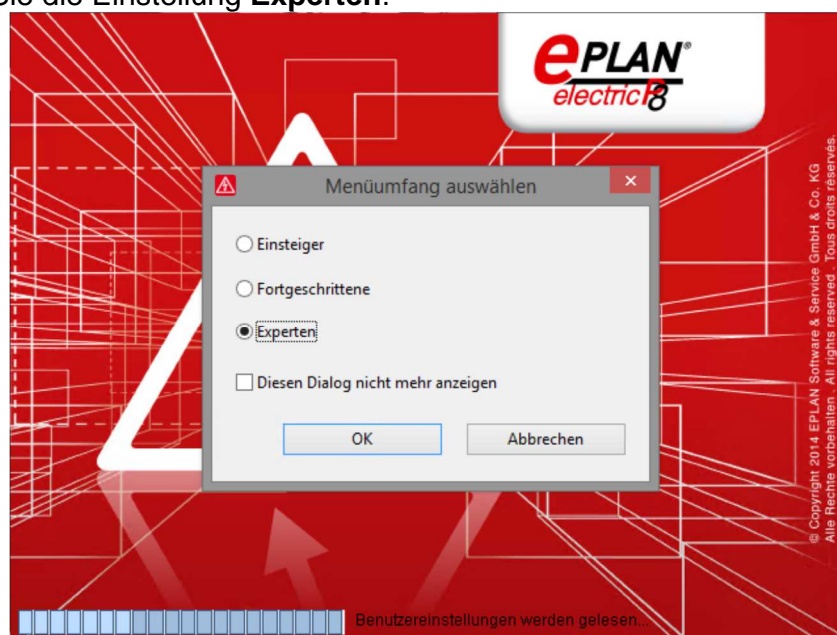 Sie die Einstellung Experten.
ePLAN®
electric P8
Menüumfang auswählen
Einsteiger
Fortgeschrittene
Experten
Diesen Dialog nicht mehr anzeigen
OK
Abbrechen
© Copyright 2014 EPLAN Software & Service GmbH & Co. KG
Alle Rechte vorbehalten . All rights reserved . Tous droits réservés.
Benutzereinstellungen werden gelesen...